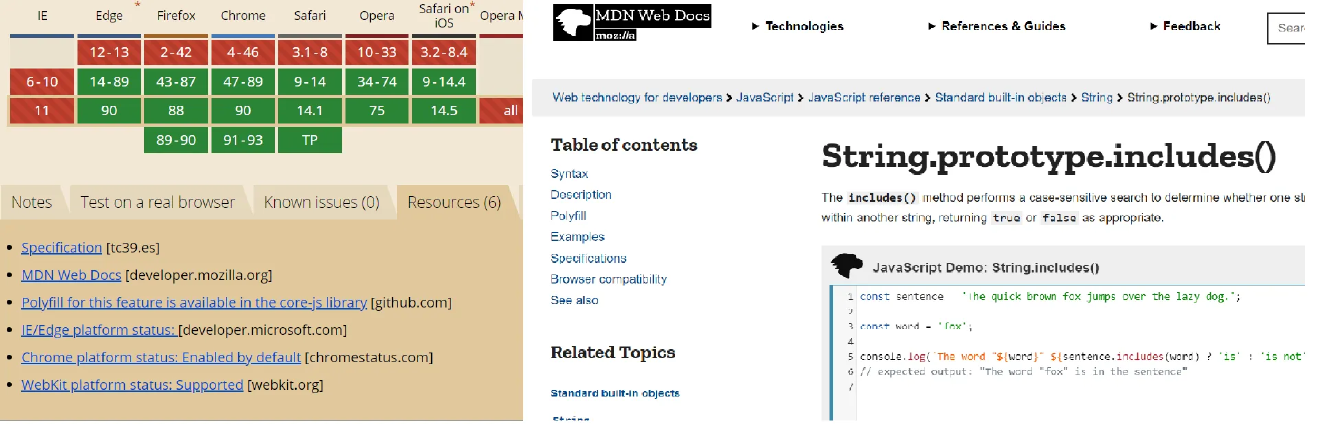 IE Edge * Firefox Chrome Safari Opera Safari on iOS * Opera M
12-13 2-42 4-46 3.1-8 10-33 3.2-8.4
6-10 14-89 43-87 47-89 9-14 34-74 9-14.4
11 90 88 90 14.1 75 14.5 all
89-90 91-93 TP
Notes Test on a real browser Known issues (0) Resources (6)
Specification [tc39.es]
MDN Web Docs [developer.mozilla.org]
Polyfill for this feature is available in the core-js library [github.com]
IE/Edge platform status: [developer.microsoft.com]
Chrome platform status: Enabled by default [chromestatus.com]
WebKit platform status: Supported [webkit.org]
MDN Web Docs
moz://a
Technologies References & Guides Feedback Sear
Web technology for developers > JavaScript > JavaScript reference > Standard built-in objects > String > String.prototype.includes()
Table of contents
Syntax
Description
Polyfill
Examples
Specifications
Browser compatibility
See also
Related Topics
Standard built-in objects
String
String.prototype.includes()
The includes() method performs a case-sensitive search to determine whether one st
within another string, returning true or false as appropriate.
JavaScript Demo: String.includes()
1 const sentence = 'The quick brown fox jumps over the lazy dog.';
2
3 const word = 'fox';
4
5 console.log(`The word "${word}" ${sentence.includes(word) ? 'is' : 'is not'
6 // expected output: "The word "fox" is in the sentence"
7